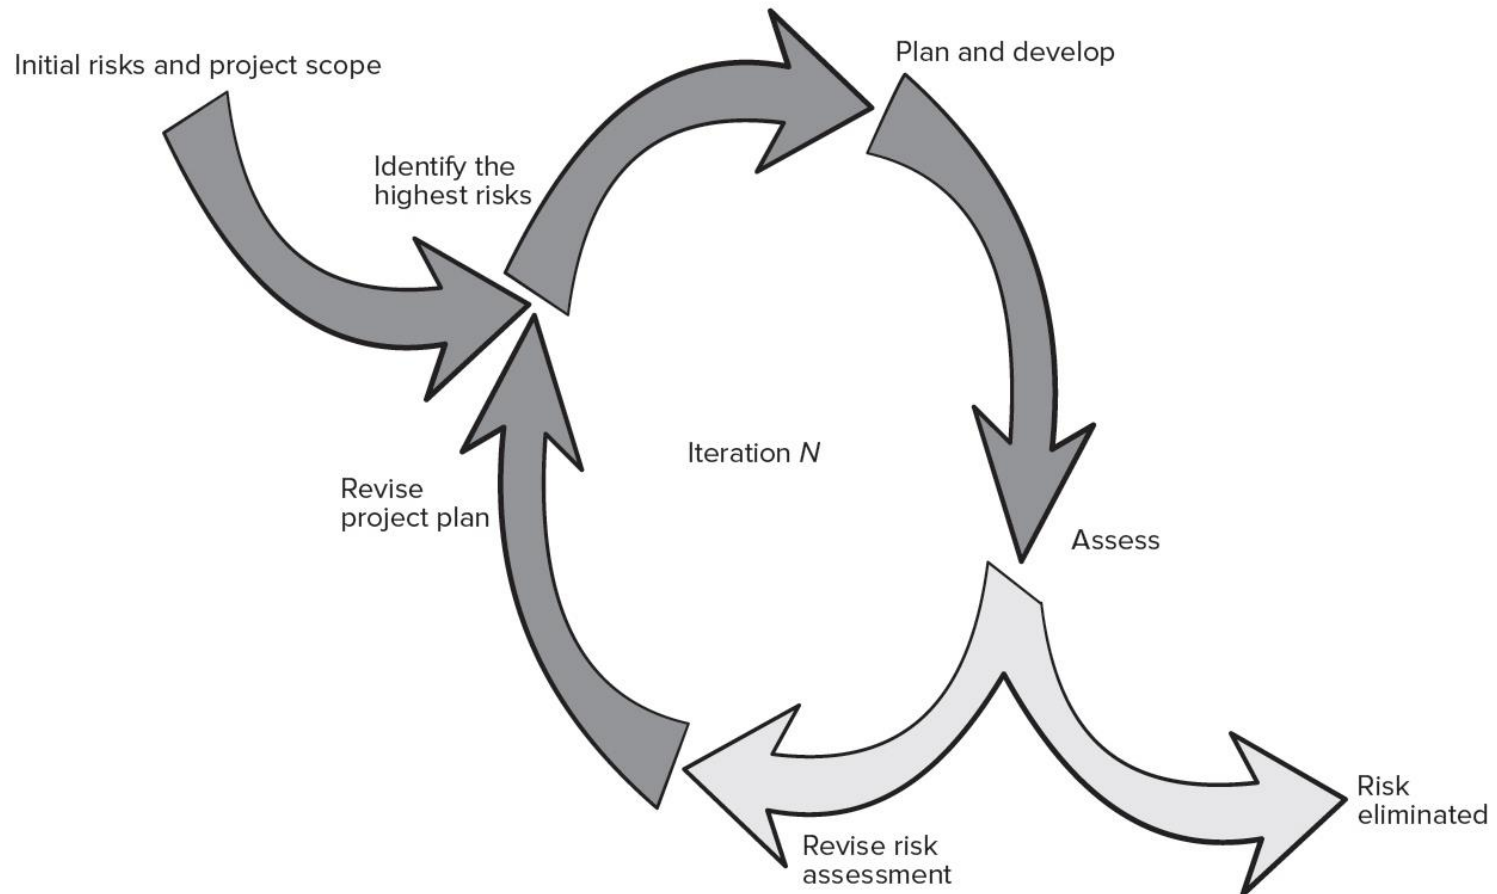 Initial risks and project scope
Plan and develop
Identify the
highest risks
Iteration N
Revise
project plan
Assess
Risk
eliminated
Revise risk
assessment